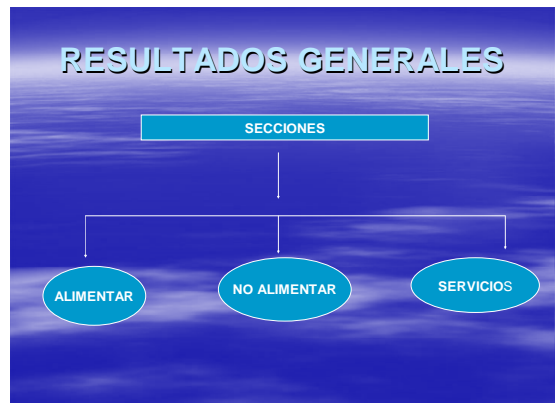 RESULTADOS GENERALES
SECCIONES
ALIMENTAR
NO ALIMENTAR
SERVICIOS